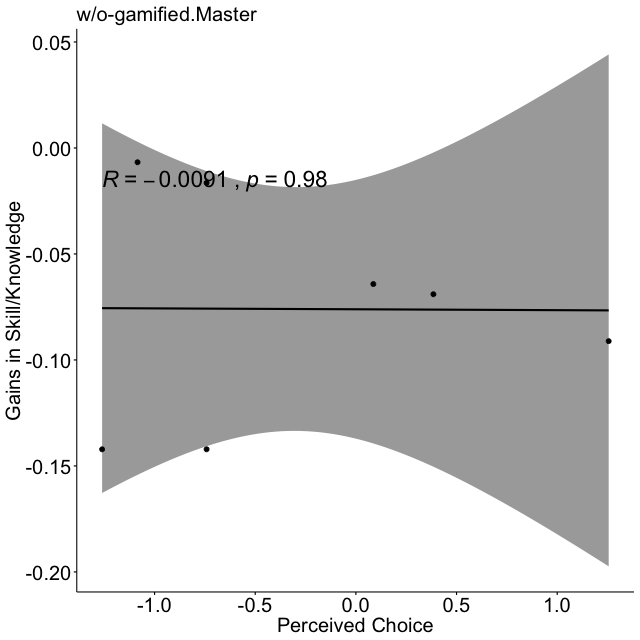 w/o-gamified.Master
0.05
0.00
R = −0.0091 , p = 0.98
-0.05
-0.10
-0.15
-0.20
Gains in Skill/Knowledge
-1.0 -0.5 0.0 0.5 1.0
Perceived Choice